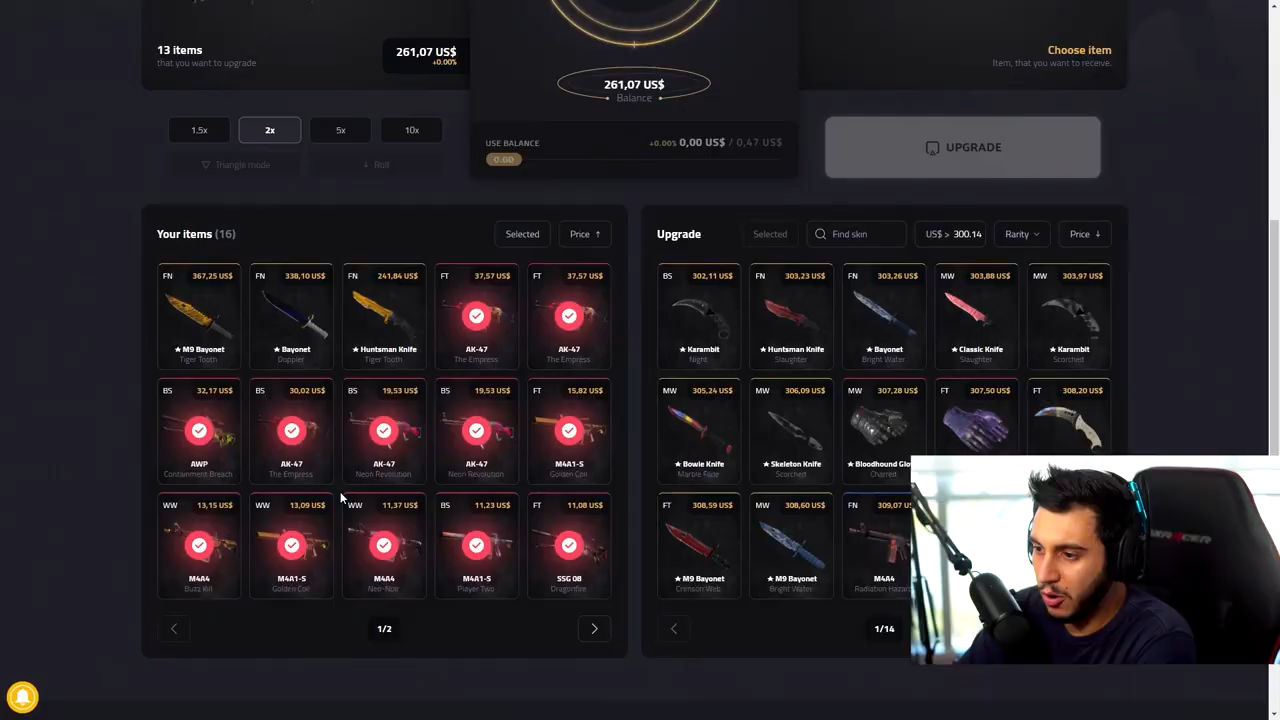 13 items
that you want to upgrade
261,07 US$
+0.00%
261,07 US$
Balance
Choose item
Item, that you want to receive.
1.5x 2x 5x 10x
Triangle mode Roll
USE BALANCE +0.00% 0,00 US$ / 0,47 US$
0.00
UPGRADE
Your items (16) Selected Price ↑
FN 367,25 US$ FN 338,10 US$ FN 241,84 US$ FT 37,57 US$ FT 37,57 US$
★ M9 Bayonet ★ Bayonet ★ Huntsman Knife AK-47 AK-47
Tiger Tooth Doppler Tiger Tooth The Empress The Empress
BS 32,17 US$ BS 30,02 US$ BS 19,53 US$ BS 19,53 US$ FT 15,82 US$
AWP AK-47 AK-47 AK-47 M4A1-S
Containment Breach The Empress Neon Revolution Neon Revolution Golden Coil
WW 13,15 US$ WW 13,09 US$ WW 11,37 US$ BS 11,23 US$ FT 11,08 US$
M4A4 M4A1-S M4A4 M4A1-S SSG 08
Buzz Kill Golden Coil Neo-Noir Player Two Dragonfire
1/2
Upgrade Selected Find skin US$ > 300.14 Rarity Price ↓
BS 302,11 US$ FN 303,23 US$ FN 303,26 US$ MW 303,88 US$ MW 303,97 US$
★ Karambit ★ Huntsman Knife ★ Bayonet ★ Classic Knife ★ Karambit
Night Slaughter Bright Water Slaughter Scorched
MW 305,24 US$ MW 306,09 US$ MW 307,28 US$ FT 307,50 US$ FT 308,20 US$
★ Bowie Knife ★ Skeleton Knife ★ Bloodhound Glo
Marble Fade Scorched Charred
FT 308,59 US$ MW 308,60 US$ MW 309,07
★ M9 Bayonet ★ M9 Bayonet M4A4
Crimson Web Bright Water Radiation Hazar
1/14